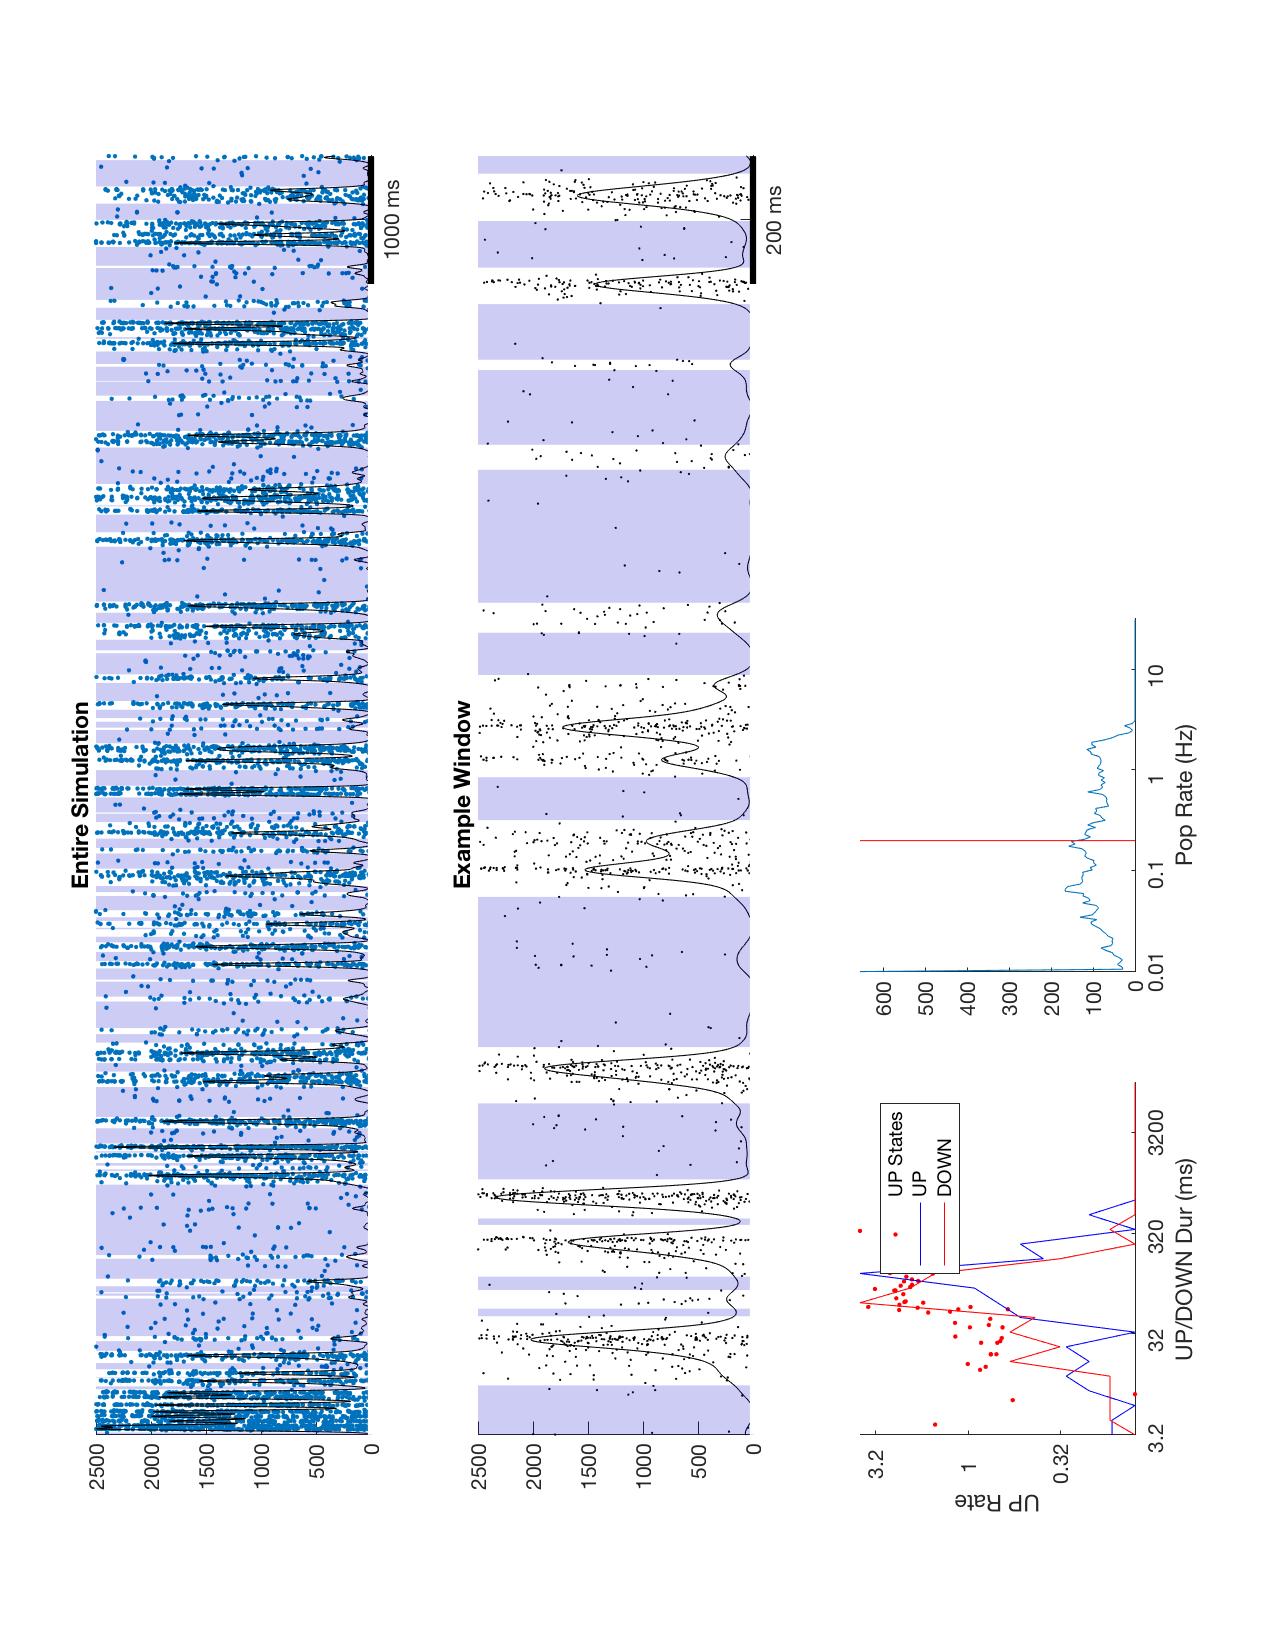 Entire Simulation
2500
2000
1500
1000
500
0
1000 ms
Example Window
2500
2000
1500
1000
500
0
200 ms
UP Rate
3.2
1
0.32
UP States
UP
DOWN
3.2 32 320 3200
UP/DOWN Dur (ms)
600
500
400
300
200
100
0
0.01 0.1 1 10
Pop Rate (Hz)